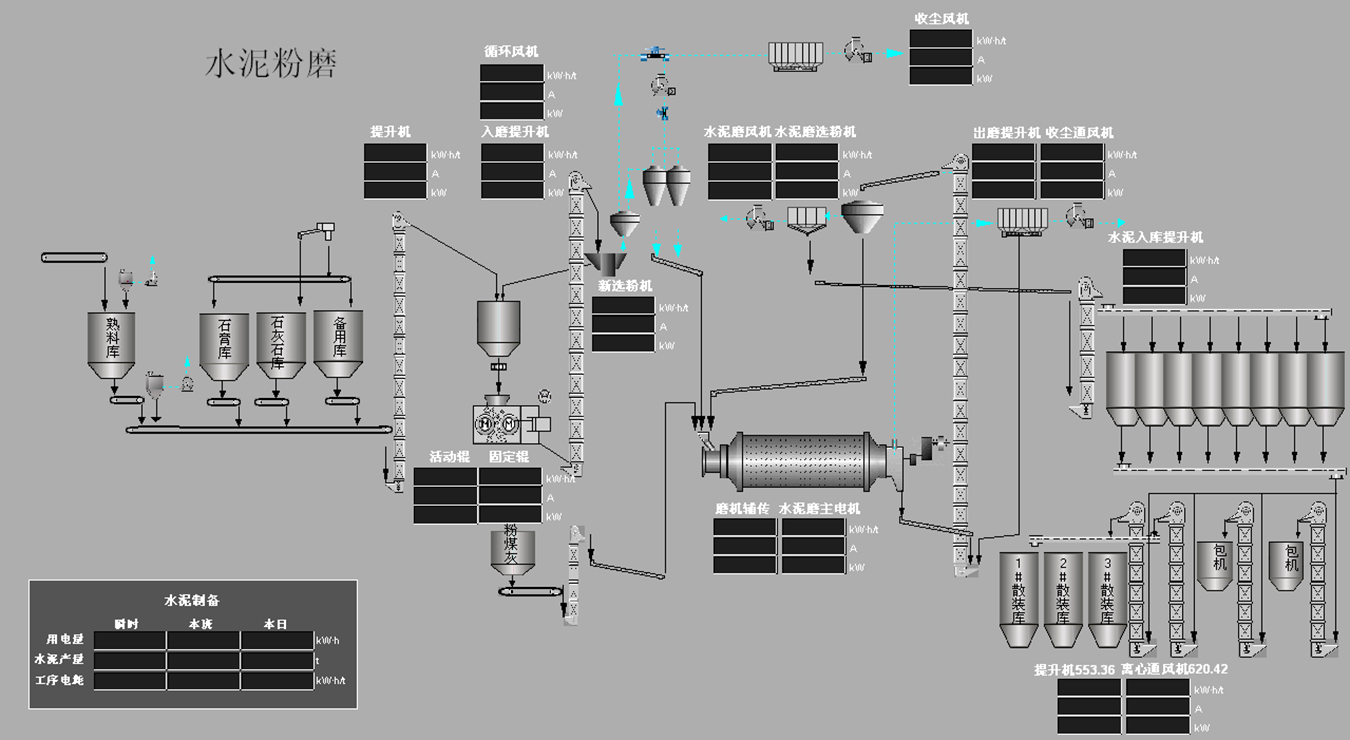 收尘风机
kW·h/t
A
kW
水泥粉磨
循环风机
kW·h/t
A
kW
提升机
kW·h/t
A
kW
入磨提升机
kW·h/t
A
kW
水泥磨风机 水泥磨选粉机
kW·h/t
A
kW
出磨提升机 收尘通风机
kW·h/t
A
kW
水泥入库提升机
kW·h/t
A
kW
新选粉机
kW·h/t
A
kW
熟料库
石膏库
石灰石库
备用库
M M
活动辊 固定辊
kW·h/t
A
kW
磨机辅传 水泥磨主电机
kW·h/t
A
kW
粉煤灰
包机
包机
1#散装库
2#散装库
3#散装库
水泥制备
瞬时 本班 本日
用电量 kW·h
水泥产量 t
工序电耗 kW·h/t
提升机553.36 离心通风机620.42
kW·h/t
A
kW